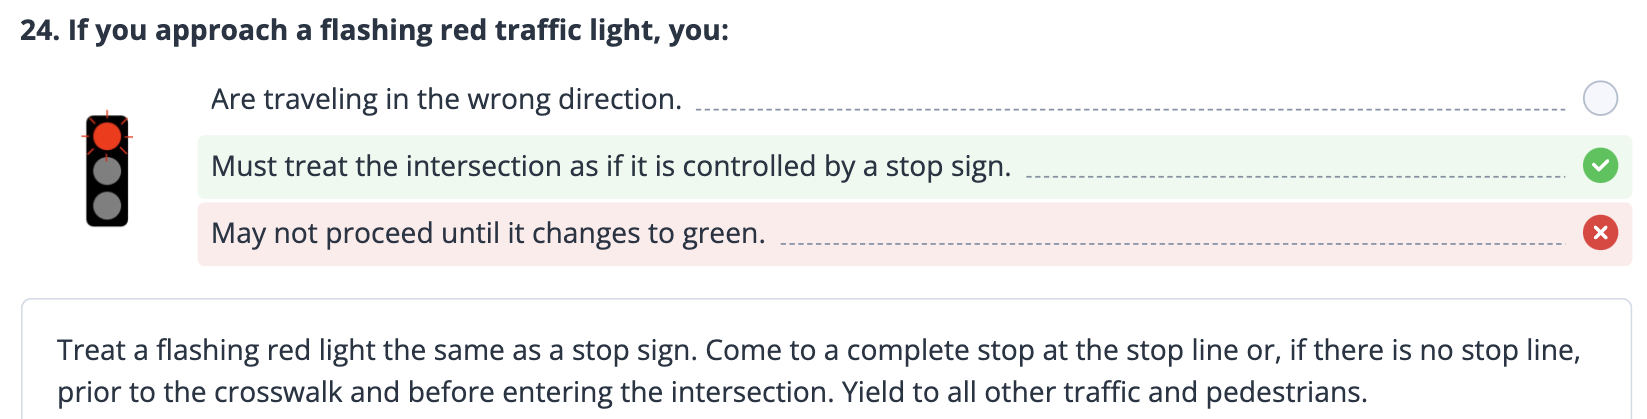 24. If you approach a flashing red traffic light, you:
Are traveling in the wrong direction.
Must treat the intersection as if it is controlled by a stop sign.
May not proceed until it changes to green.
Treat a flashing red light the same as a stop sign. Come to a complete stop at the stop line or, if there is no stop line,
prior to the crosswalk and before entering the intersection. Yield to all other traffic and pedestrians.